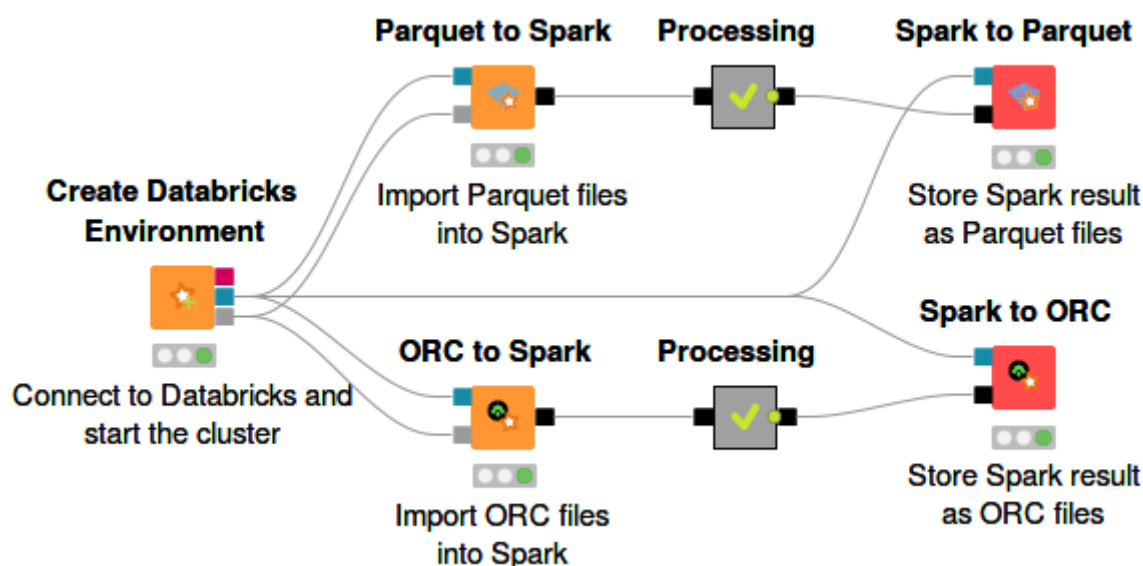 Parquet to Spark
Processing
Spark to Parquet
Import Parquet files
into Spark
Store Spark result
as Parquet files
Create Databricks
Environment
Connect to Databricks and
start the cluster
ORC to Spark
Processing
Spark to ORC
Import ORC files
into Spark
Store Spark result
as ORC files